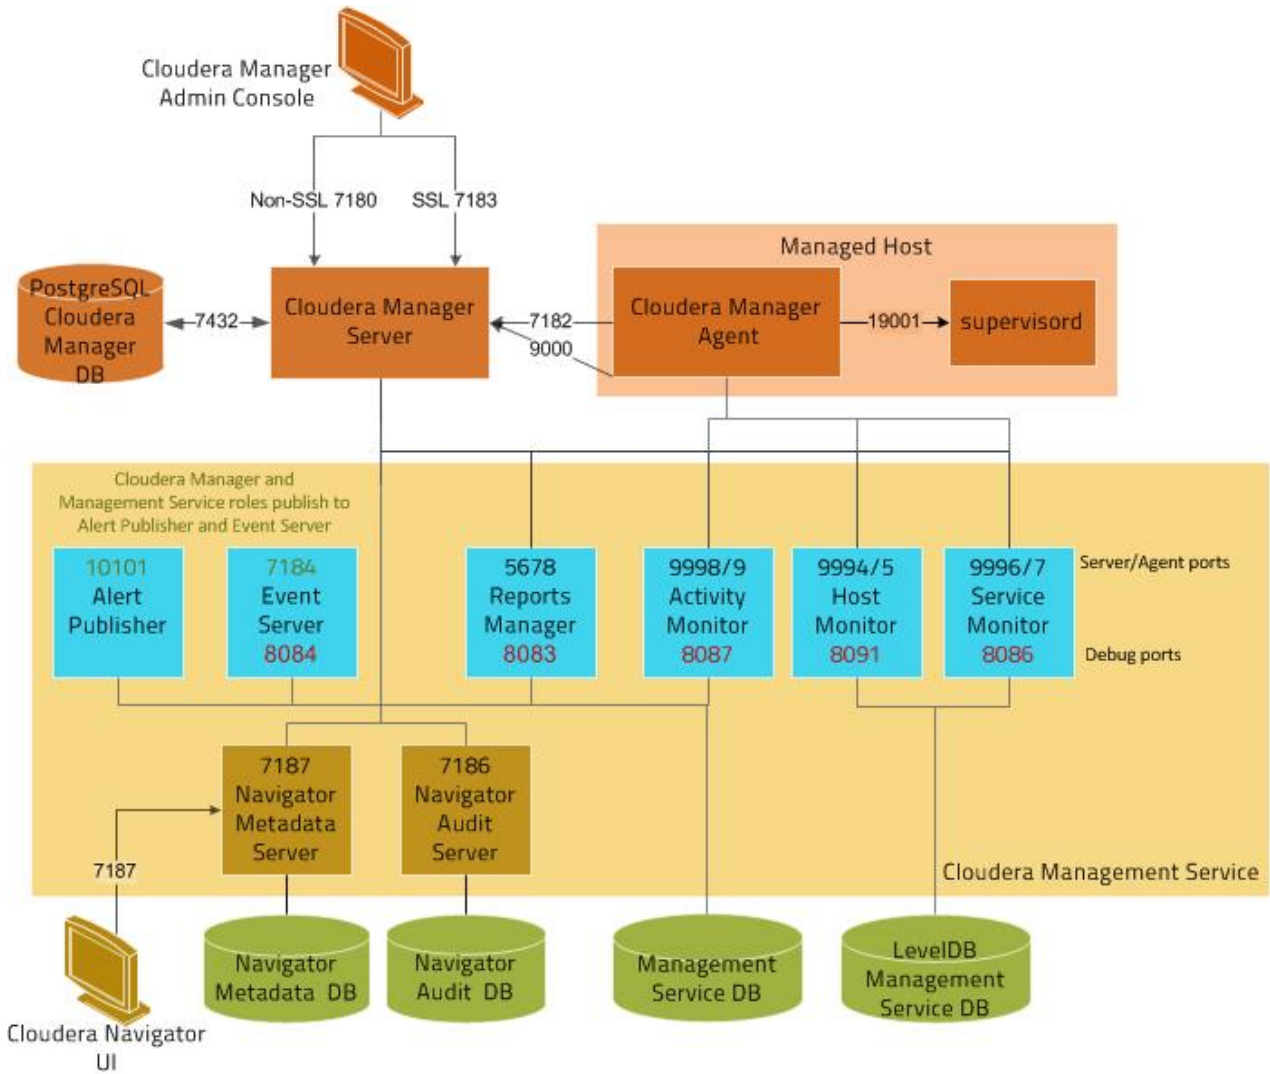 Cloudera Manager
Admin Console
Non-SSL 7180
SSL 7183
Managed Host
PostgreSQL
Cloudera
Manager
DB
7432
Cloudera Manager
Server
7182
9000
Cloudera Manager
Agent
19001
supervisord
Cloudera Manager and
Management Service roles publish to
Alert Publisher and Event Server
10101
Alert
Publisher
7184
Event
Server
8084
5678
Reports
Manager
8083
9998/9
Activity
Monitor
8087
9994/5
Host
Monitor
8091
9996/7
Service
Monitor
8086
Server/Agent ports
Debug ports
7187
Navigator
Metadada
Server
7186
Navigator
Audit
Server
7187
Cloudera Management Service
Cloudera Navigator
UI
Navigator
Metadata DB
Navigator
Audit DB
Management
Service DB
LevelDB
Management
Service DB